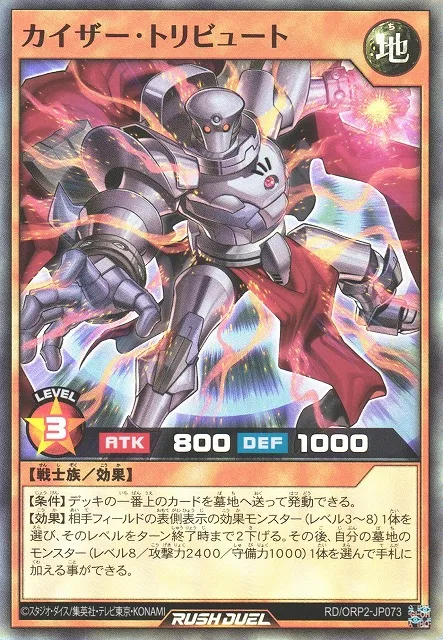 カイザー・トリビュート
ち
地
LEVEL
3
ATK 800 DEF 1000
【戦士族／効果】
【条件】デッキの一番上のカードを墓地へ送って発動できる。
【効果】相手フィールドの表側表示の効果モンスター（レベル3～8）1体を
選び、そのレベルをターン終了時まで2下げる。その後、自分の墓地の
モンスター（レベル8／攻撃力2400／守備力1000）1体を選んで手札に
加える事ができる。
©スタジオ・ダイス/集英社・テレビ東京・KONAMI
RUSH DUEL
RD/ORP2-JP073